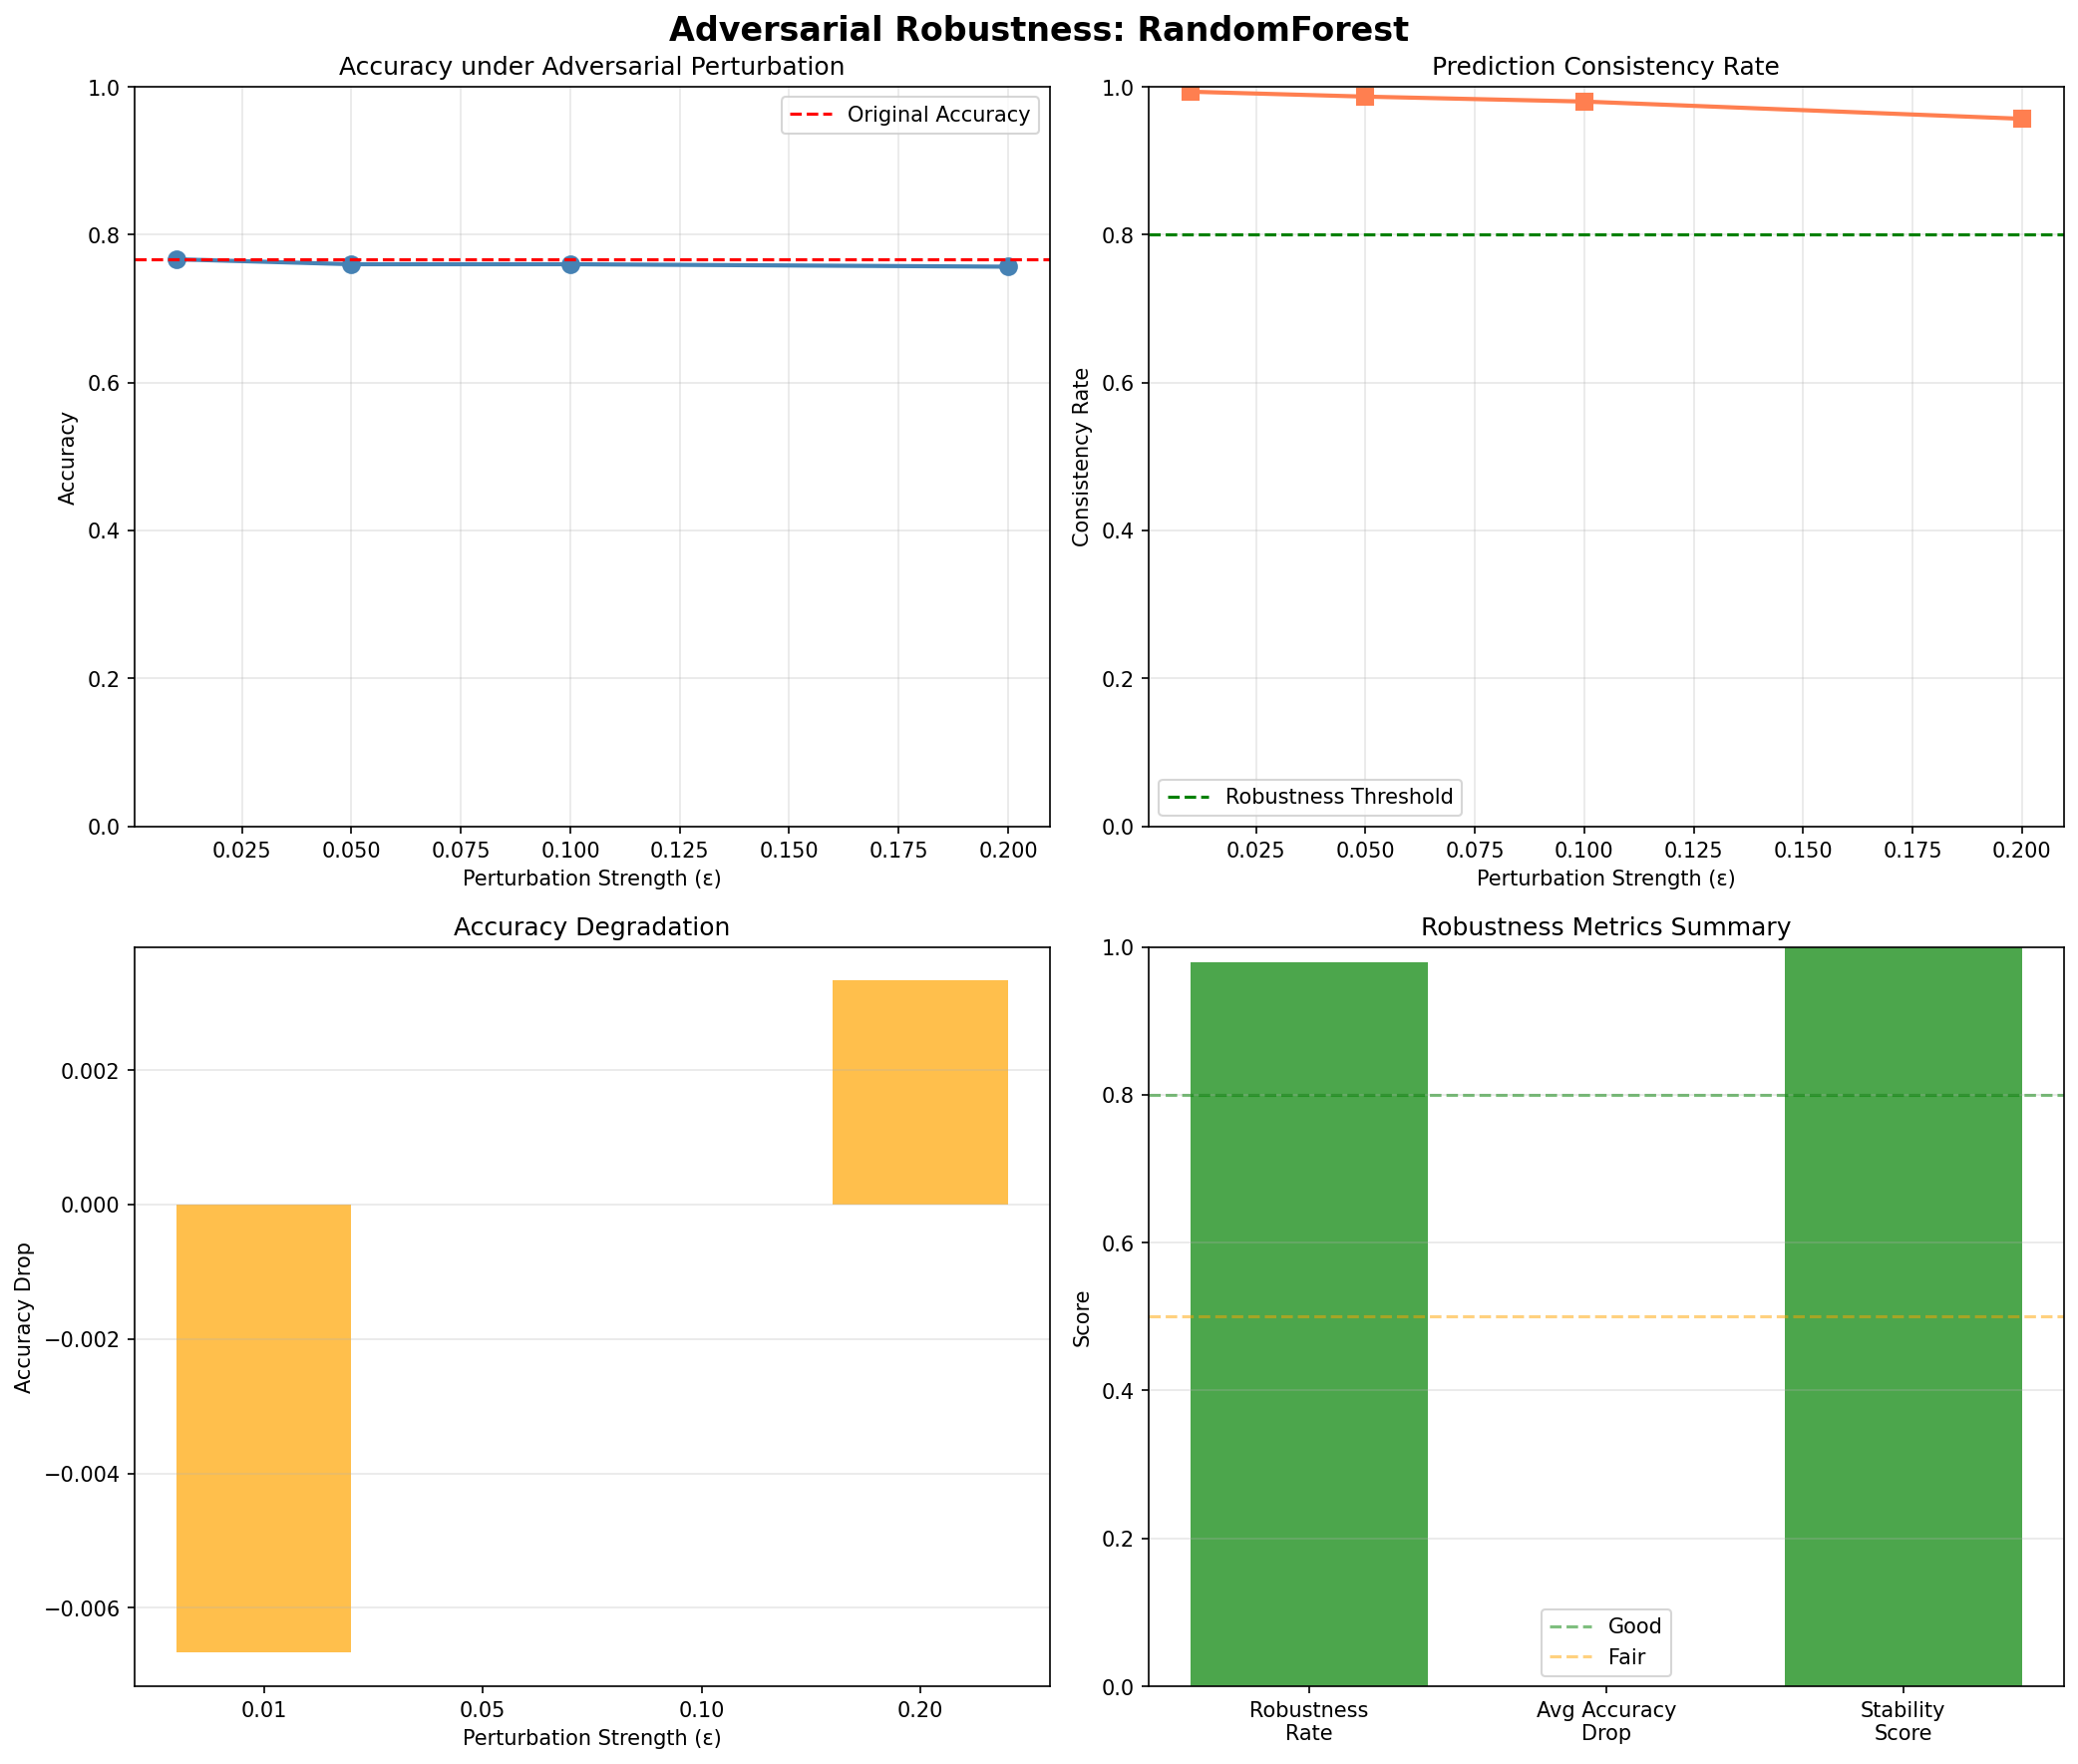 Adversarial Robustness: RandomForest
Accuracy under Adversarial Perturbation
1.0
0.8
0.6
0.4
0.2
0.0
Accuracy
Original Accuracy
0.025 0.050 0.075 0.100 0.125 0.150 0.175 0.200
Perturbation Strength (ε)
Prediction Consistency Rate
1.0
0.8
0.6
0.4
0.2
0.0
Consistency Rate
Robustness Threshold
0.025 0.050 0.075 0.100 0.125 0.150 0.175 0.200
Perturbation Strength (ε)
Accuracy Degradation
0.002
0.000
−0.002
−0.004
−0.006
Accuracy Drop
0.01 0.05 0.10 0.20
Perturbation Strength (ε)
Robustness Metrics Summary
1.0
0.8
0.6
0.4
0.2
0.0
Score
Good
Fair
Robustness
Rate
Avg Accuracy
Drop
Stability
Score